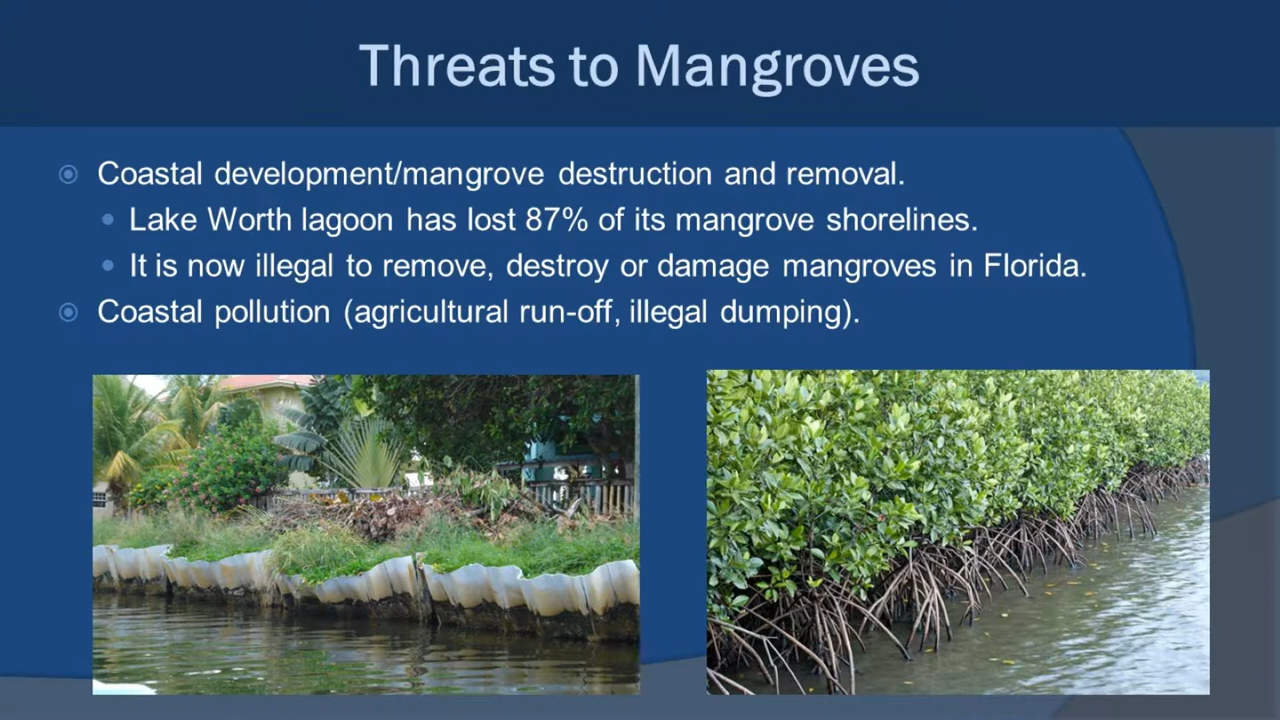 Threats to Mangroves
Coastal development/mangrove destruction and removal.
Lake Worth lagoon has lost 87% of its mangrove shorelines.
It is now illegal to remove, destroy or damage mangroves in Florida.
Coastal pollution (agricultural run-off, illegal dumping).